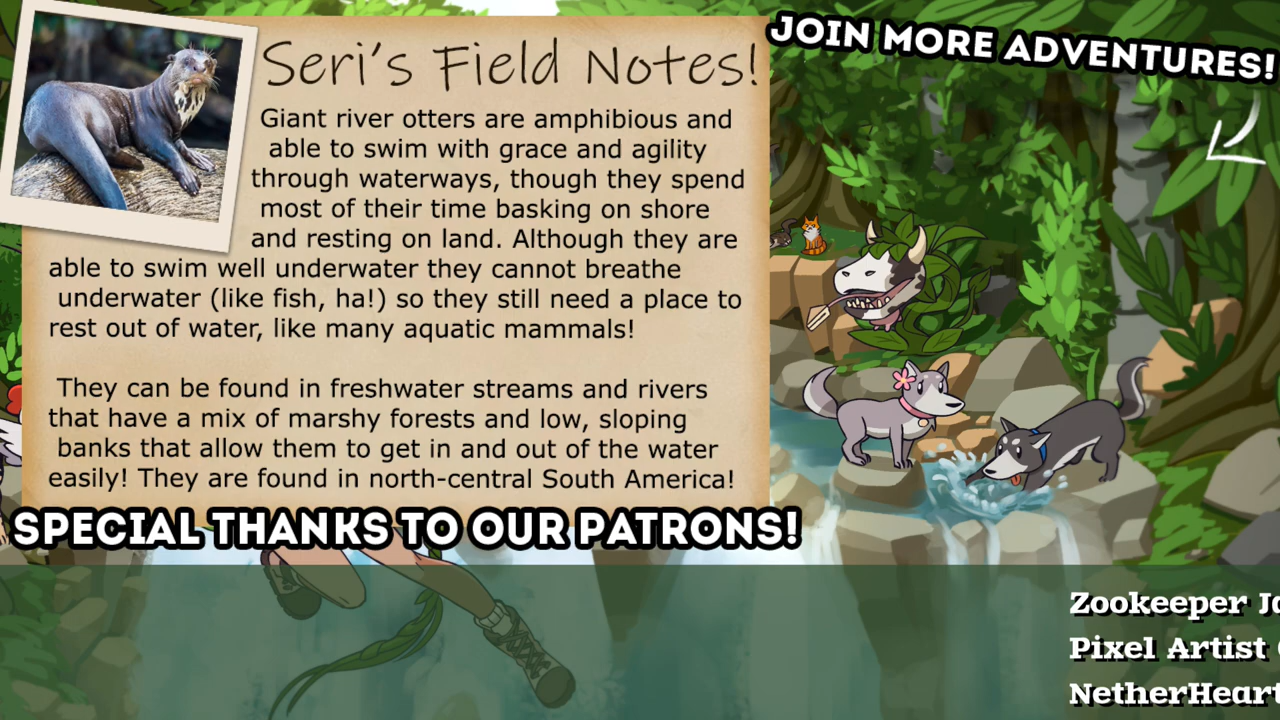 Seri's Field Notes!
JOIN MORE ADVENTURES!
Giant river otters are amphibious and
able to swim with grace and agility
through waterways, though they spend
most of their time basking on shore
and resting on land. Although they are
able to swim well underwater they cannot breathe
underwater (like fish, ha!) so they still need a place to
rest out of water, like many aquatic mammals!
They can be found in freshwater streams and rivers
that have a mix of marshy forests and low, sloping
banks that allow them to get in and out of the water
easily! They are found in north-central South America!
SPECIAL THANKS TO OUR PATRONS!
Zookeeper
Pixel Artist
NetherHeart